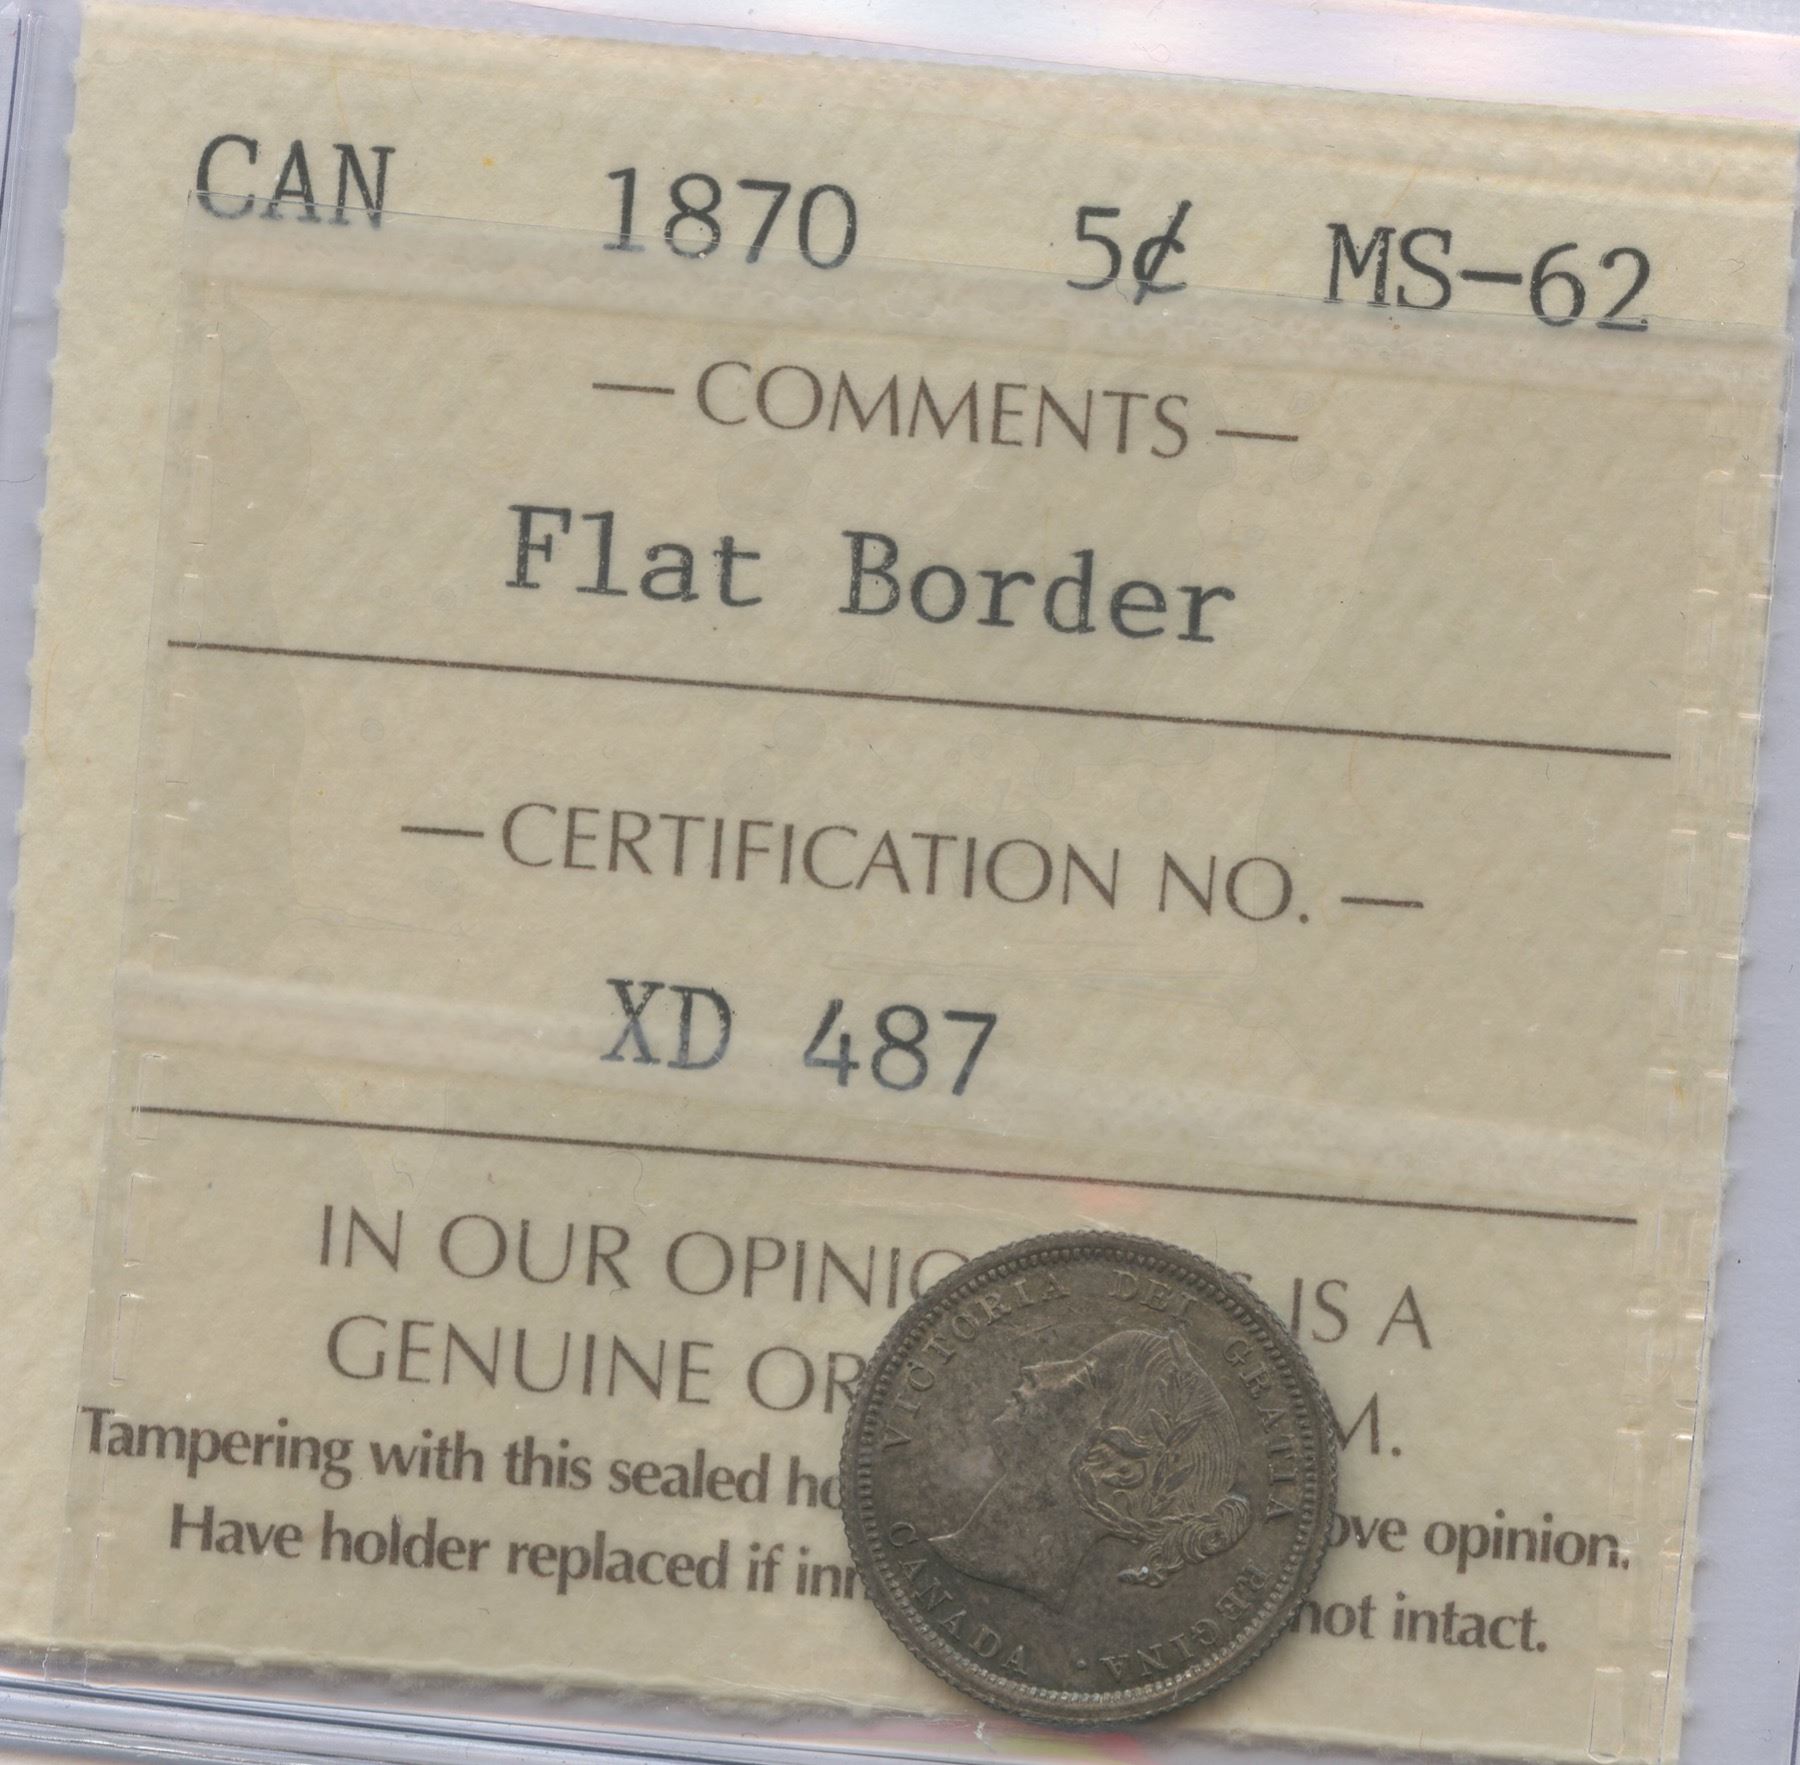 CAN 1870 5¢ MS-62
— COMMENTS —
Flat Border
— CERTIFICATION NO. —
XD 487
IN OUR OPINIO S IS A
GENUINE OR M.
Tampering with this sealed ho ove opinion.
Have holder replaced if inn not intact.
VICTORIA DEI GRATIA REGINA.
CANADA